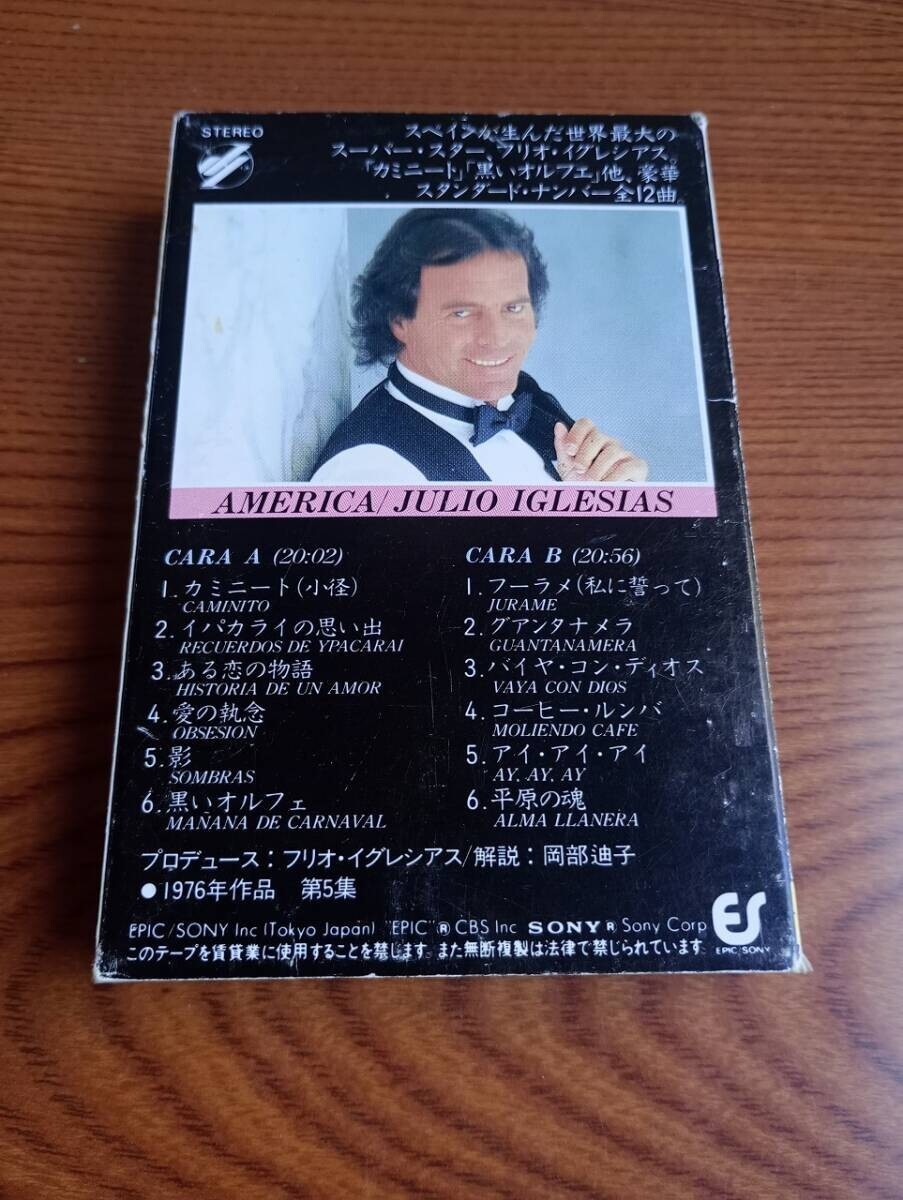 STEREO
スペインが生んだ世界最大の
スーパー・スター、フリオ・イグレシアス。
「カミニート」「黒いオルフェ」他、豪華
スタンダード・ナンバー全12曲。
AMERICA/JULIO IGLESIAS
CARA A (20:02)
1.カミニート(小径)
CAMINITO
2.イパカライの思い出
RECUERDOS DE YPACARAI
3.ある恋の物語
HISTORIA DE UN AMOR
4.愛の執念
OBSESION
5.影
SOMBRAS
6.黒いオルフェ
MAÑANA DE CARNAVAL
CARA B (20:56)
1.フーラメ(私に誓って)
JURAME
2.グアンタナメラ
GUANTANAMERA
3.バイヤ・コン・ディオス
VAYA CON DIOS
4.コーヒー・ルンバ
MOLIENDO CAFE
5.アイ・アイ・アイ
AY, AY, AY
6.平原の魂
ALMA LLANERA
プロデュース:フリオ・イグレシアス/解説:岡部迪子
●1976年作品 第5集
EPIC/SONY Inc (Tokyo Japan) "EPIC" ® CBS Inc SONY ® Sony Corp
このテープを賃貸業に使用することを禁じます。また無断複製は法律で禁じられています。
ES
EPIC/SONY